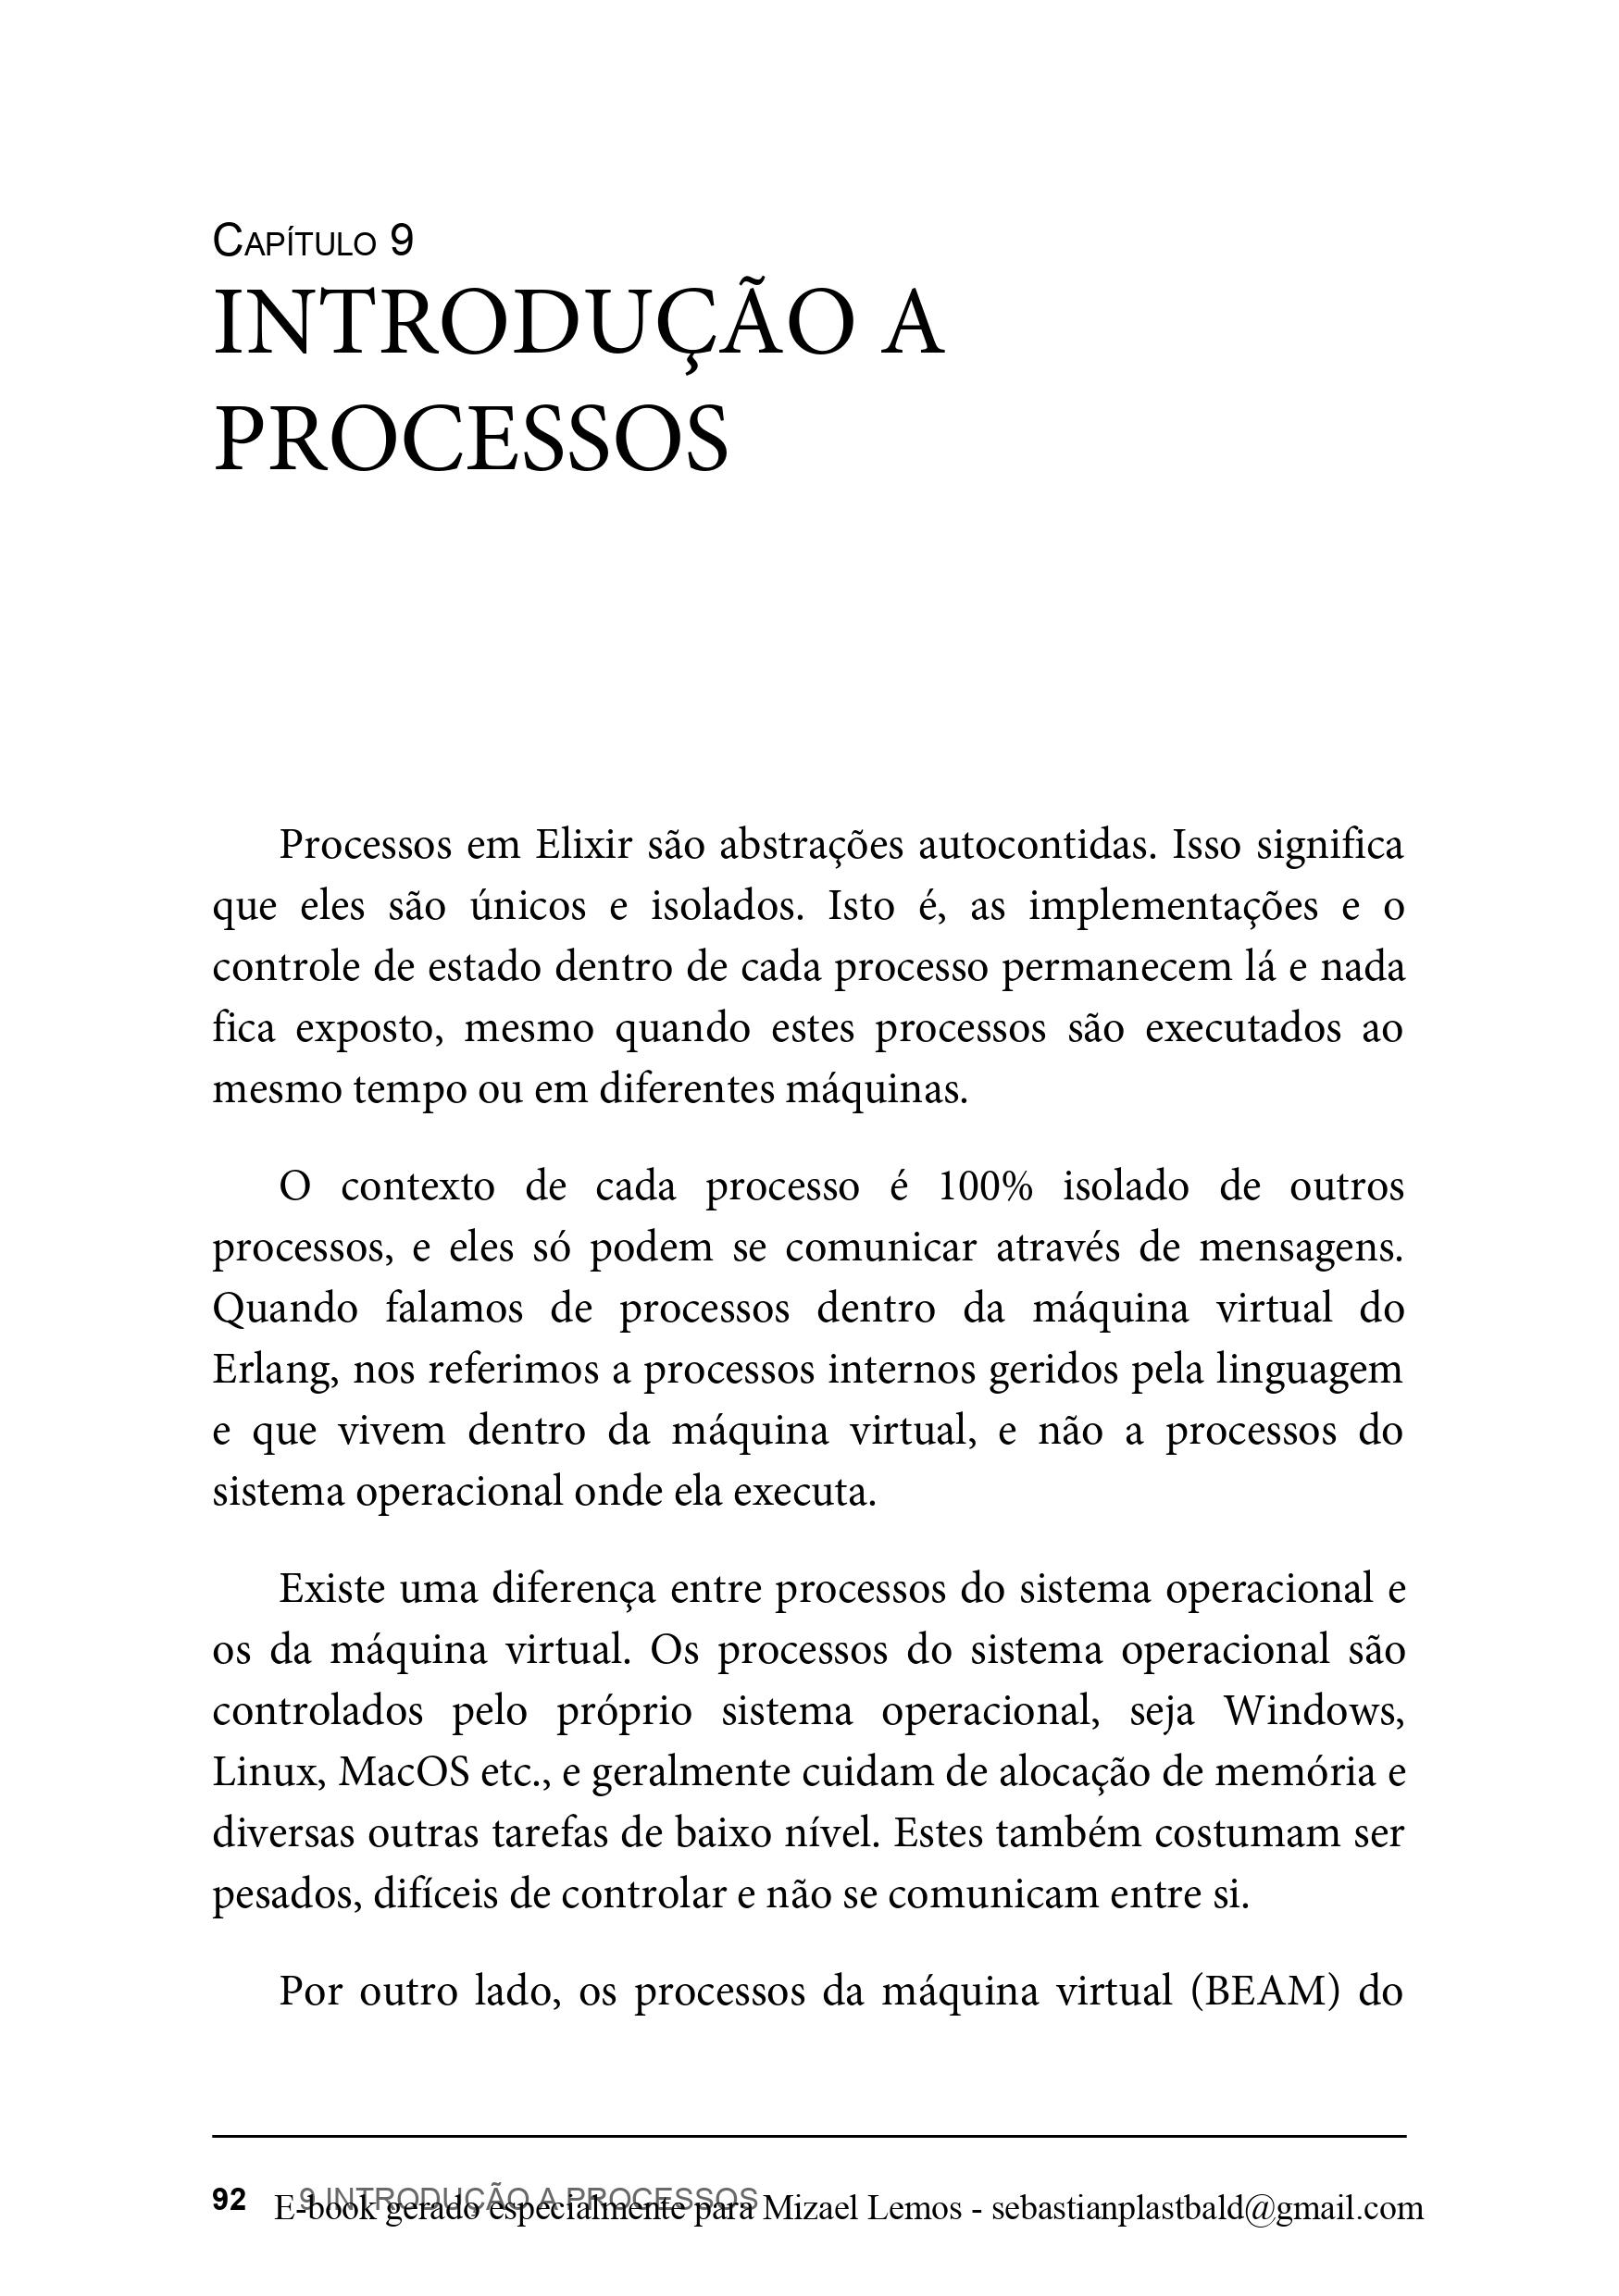 CAPÍTULO 9
INTRODUÇÃO A
PROCESSOS
Processos em Elixir são abstrações autocontidas. Isso significa
que eles são únicos e isolados. Isto é, as implementações e o
controle de estado dentro de cada processo permanecem lá e nada
fica exposto, mesmo quando estes processos são executados ao
mesmo tempo ou em diferentes máquinas.
O contexto de cada processo é 100% isolado de outros
processos, e eles só podem se comunicar através de mensagens.
Quando falamos de processos dentro da máquina virtual do
Erlang, nos referimos a processos internos geridos pela linguagem
e que vivem dentro da máquina virtual, e não a processos do
sistema operacional onde ela executa.
Existe uma diferença entre processos do sistema operacional e
os da máquina virtual. Os processos do sistema operacional são
controlados pelo próprio sistema operacional, seja Windows,
Linux, MacOS etc., e geralmente cuidam de alocação de memória e
diversas outras tarefas de baixo nível. Estes também costumam ser
pesados, difíceis de controlar e não se comunicam entre si.
Por outro lado, os processos da máquina virtual (BEAM) do
92 9 INTRODUÇÃO A PROCESSOS
E-book gerado especialmente para Mizael Lemos - sebastianplastbald@gmail.com